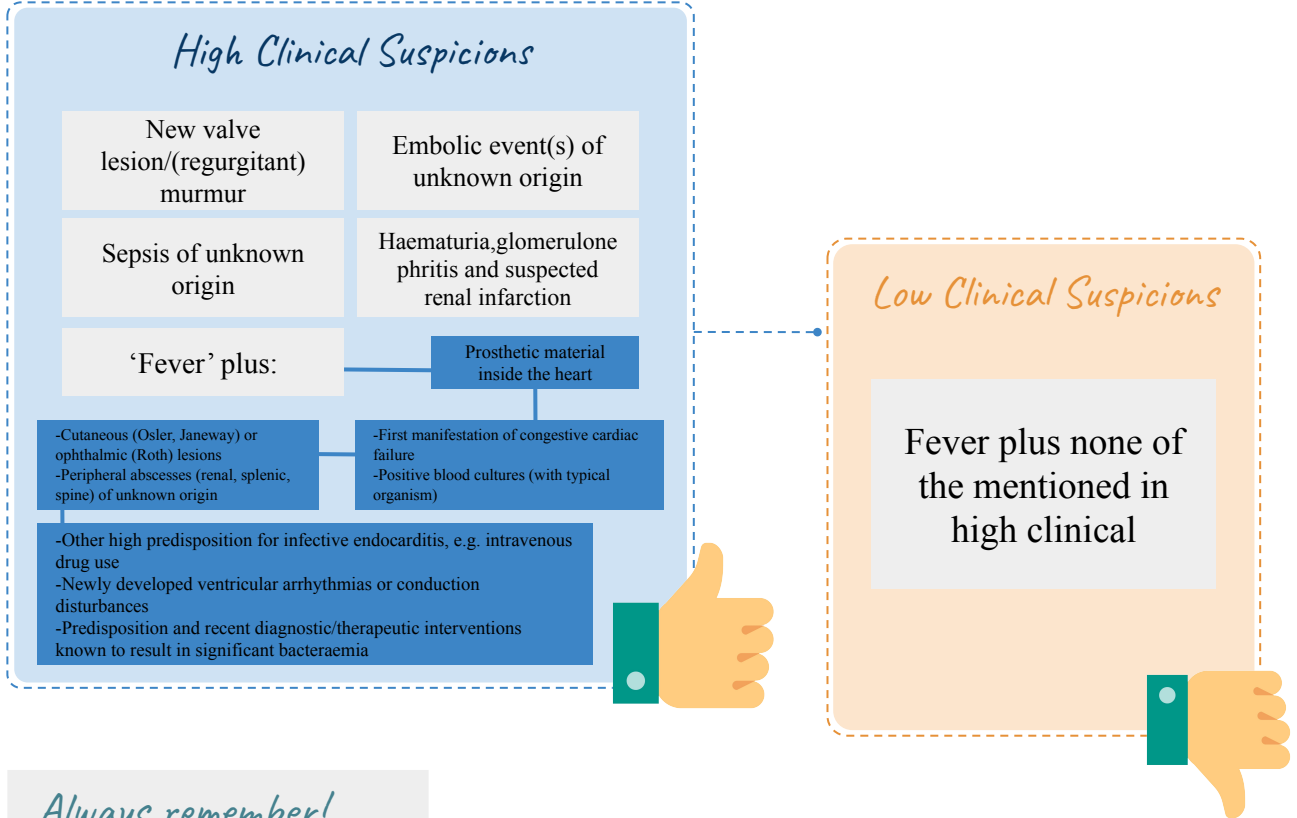 High Clinical Suspicions
New valve
lesion/(regurgitant)
murmur
Embolic event(s) of
unknown origin
Sepsis of unknown
origin
Haematuria,glomerulone
phritis and suspected
renal infarction
‘Fever’ plus:
Prosthetic material
inside the heart
-Cutaneous (Osler, Janeway) or
ophthalmic (Roth) lesions
-Peripheral abscesses (renal, splenic,
spine) of unknown origin
-First manifestation of congestive cardiac
failure
-Positive blood cultures (with typical
organism)
-Other high predisposition for infective endocarditis, e.g. intravenous
drug use
-Newly developed ventricular arrhythmias or conduction
disturbances
-Predisposition and recent diagnostic/therapeutic interventions
known to result in significant bacteraemia
Low Clinical Suspicions
Fever plus none of
the mentioned in
high clinical
Always remember!